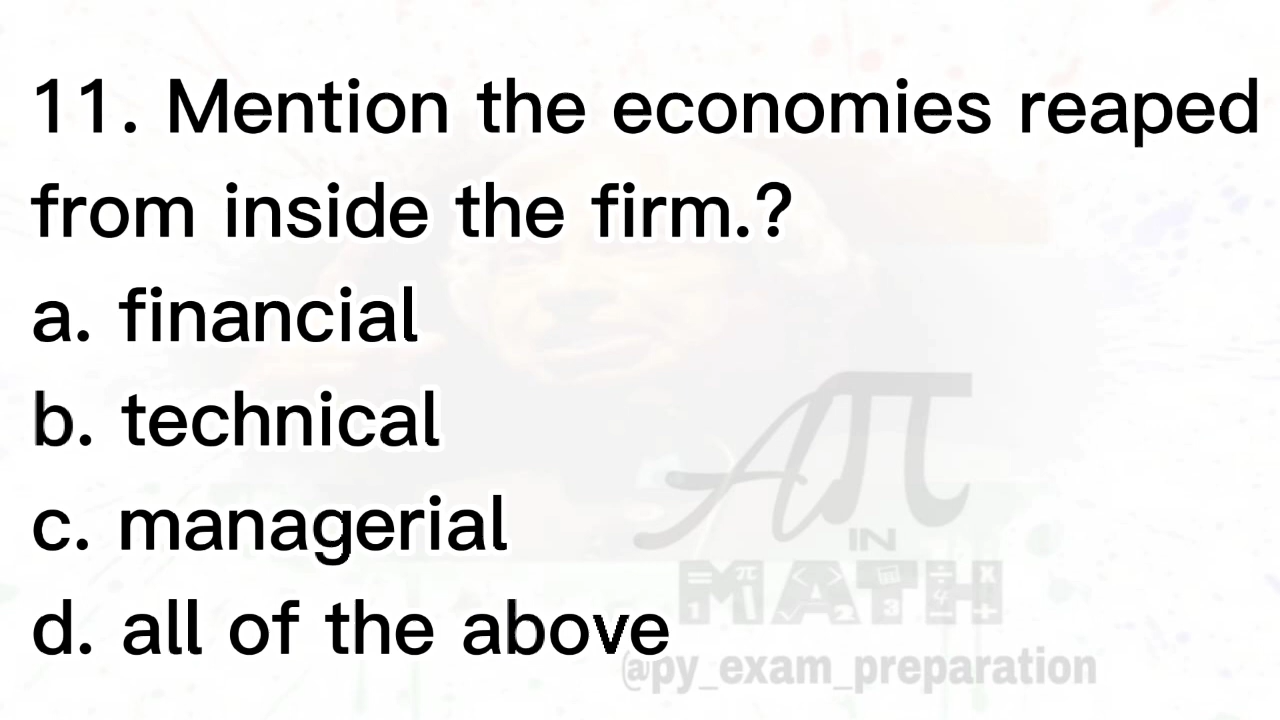 11. Mention the economies reaped
from inside the firm.?
a. financial
b. technical
c. managerial
d. all of the above
IN
MATH
@py_exam_preparation